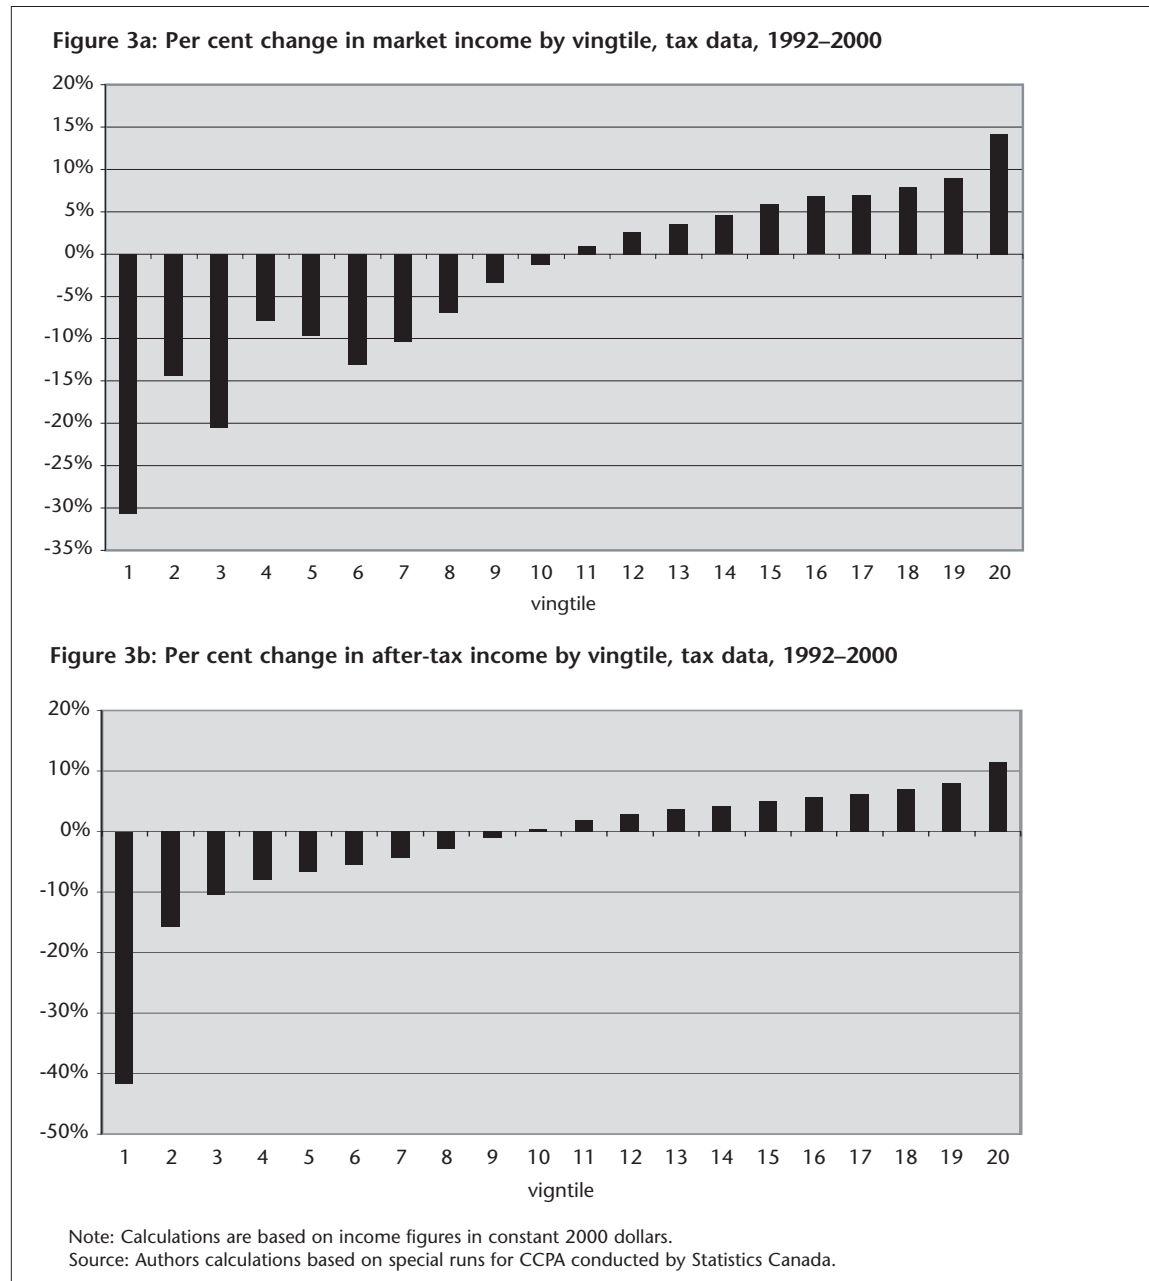 Figure 3a: Per cent change in market income by vingtile, tax data, 1992–2000
20%
15%
10%
5%
0%
-5%
-10%
-15%
-20%
-25%
-30%
-35%
1 2 3 4 5 6 7 8 9 10 11 12 13 14 15 16 17 18 19 20
vingtile
Figure 3b: Per cent change in after-tax income by vingtile, tax data, 1992–2000
20%
10%
0%
-10%
-20%
-30%
-40%
-50%
1 2 3 4 5 6 7 8 9 10 11 12 13 14 15 16 17 18 19 20
vigntile
Note: Calculations are based on income figures in constant 2000 dollars.
Source: Authors calculations based on special runs for CCPA conducted by Statistics Canada.